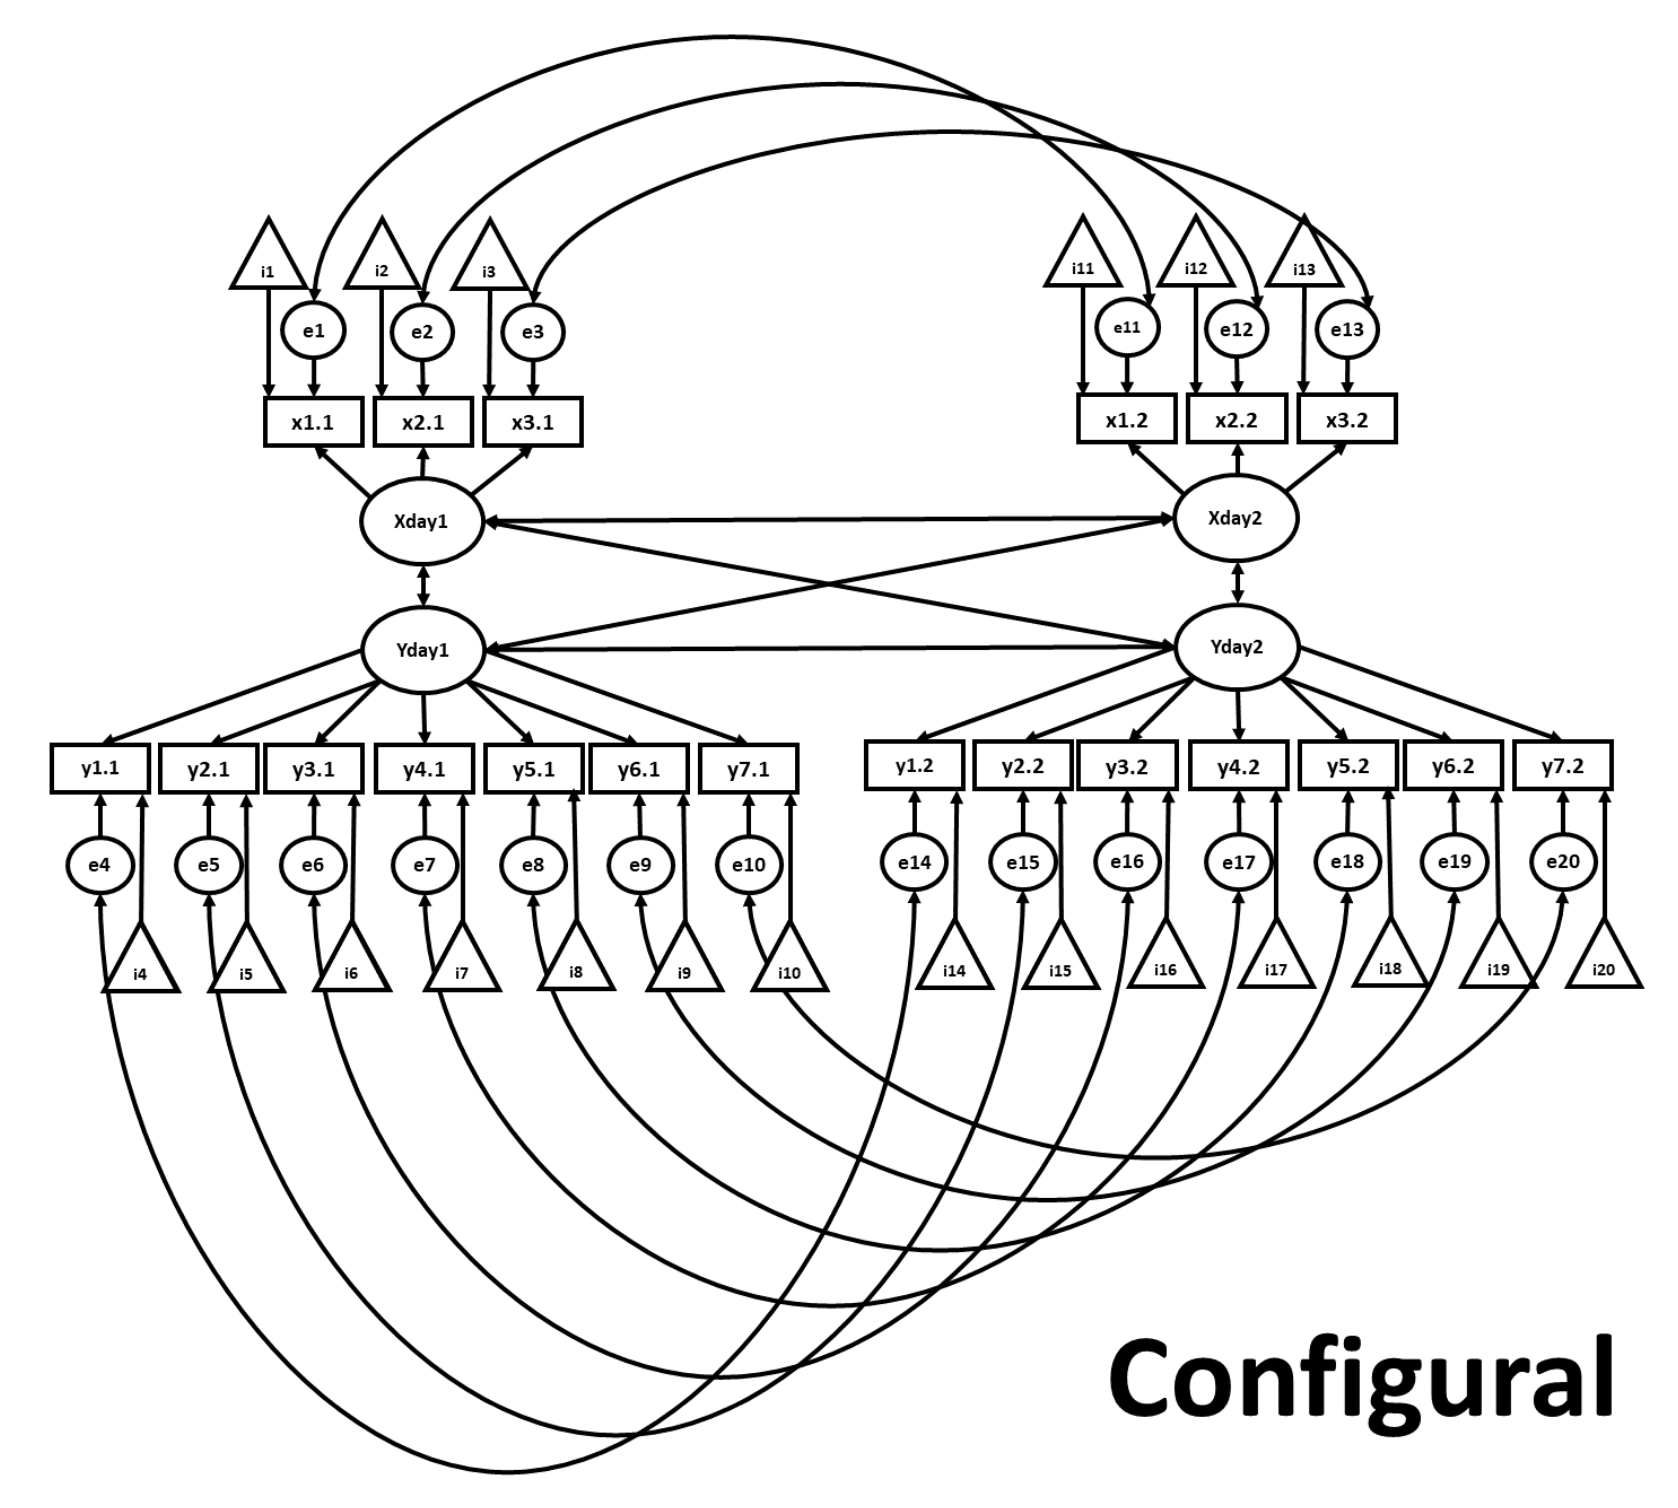 i1 i2 i3 i11 i12 i13
e1 e2 e3 e11 e12 e13
x1.1 x2.1 x3.1 x1.2 x2.2 x3.2
Xday1 Xday2
Yday1 Yday2
y1.1 y2.1 y3.1 y4.1 y5.1 y6.1 y7.1 y1.2 y2.2 y3.2 y4.2 y5.2 y6.2 y7.2
e4 e5 e6 e7 e8 e9 e10 e14 e15 e16 e17 e18 e19 e20
i4 i5 i6 i7 i8 i9 i10 i14 i15 i16 i17 i18 i19 i20
Configural